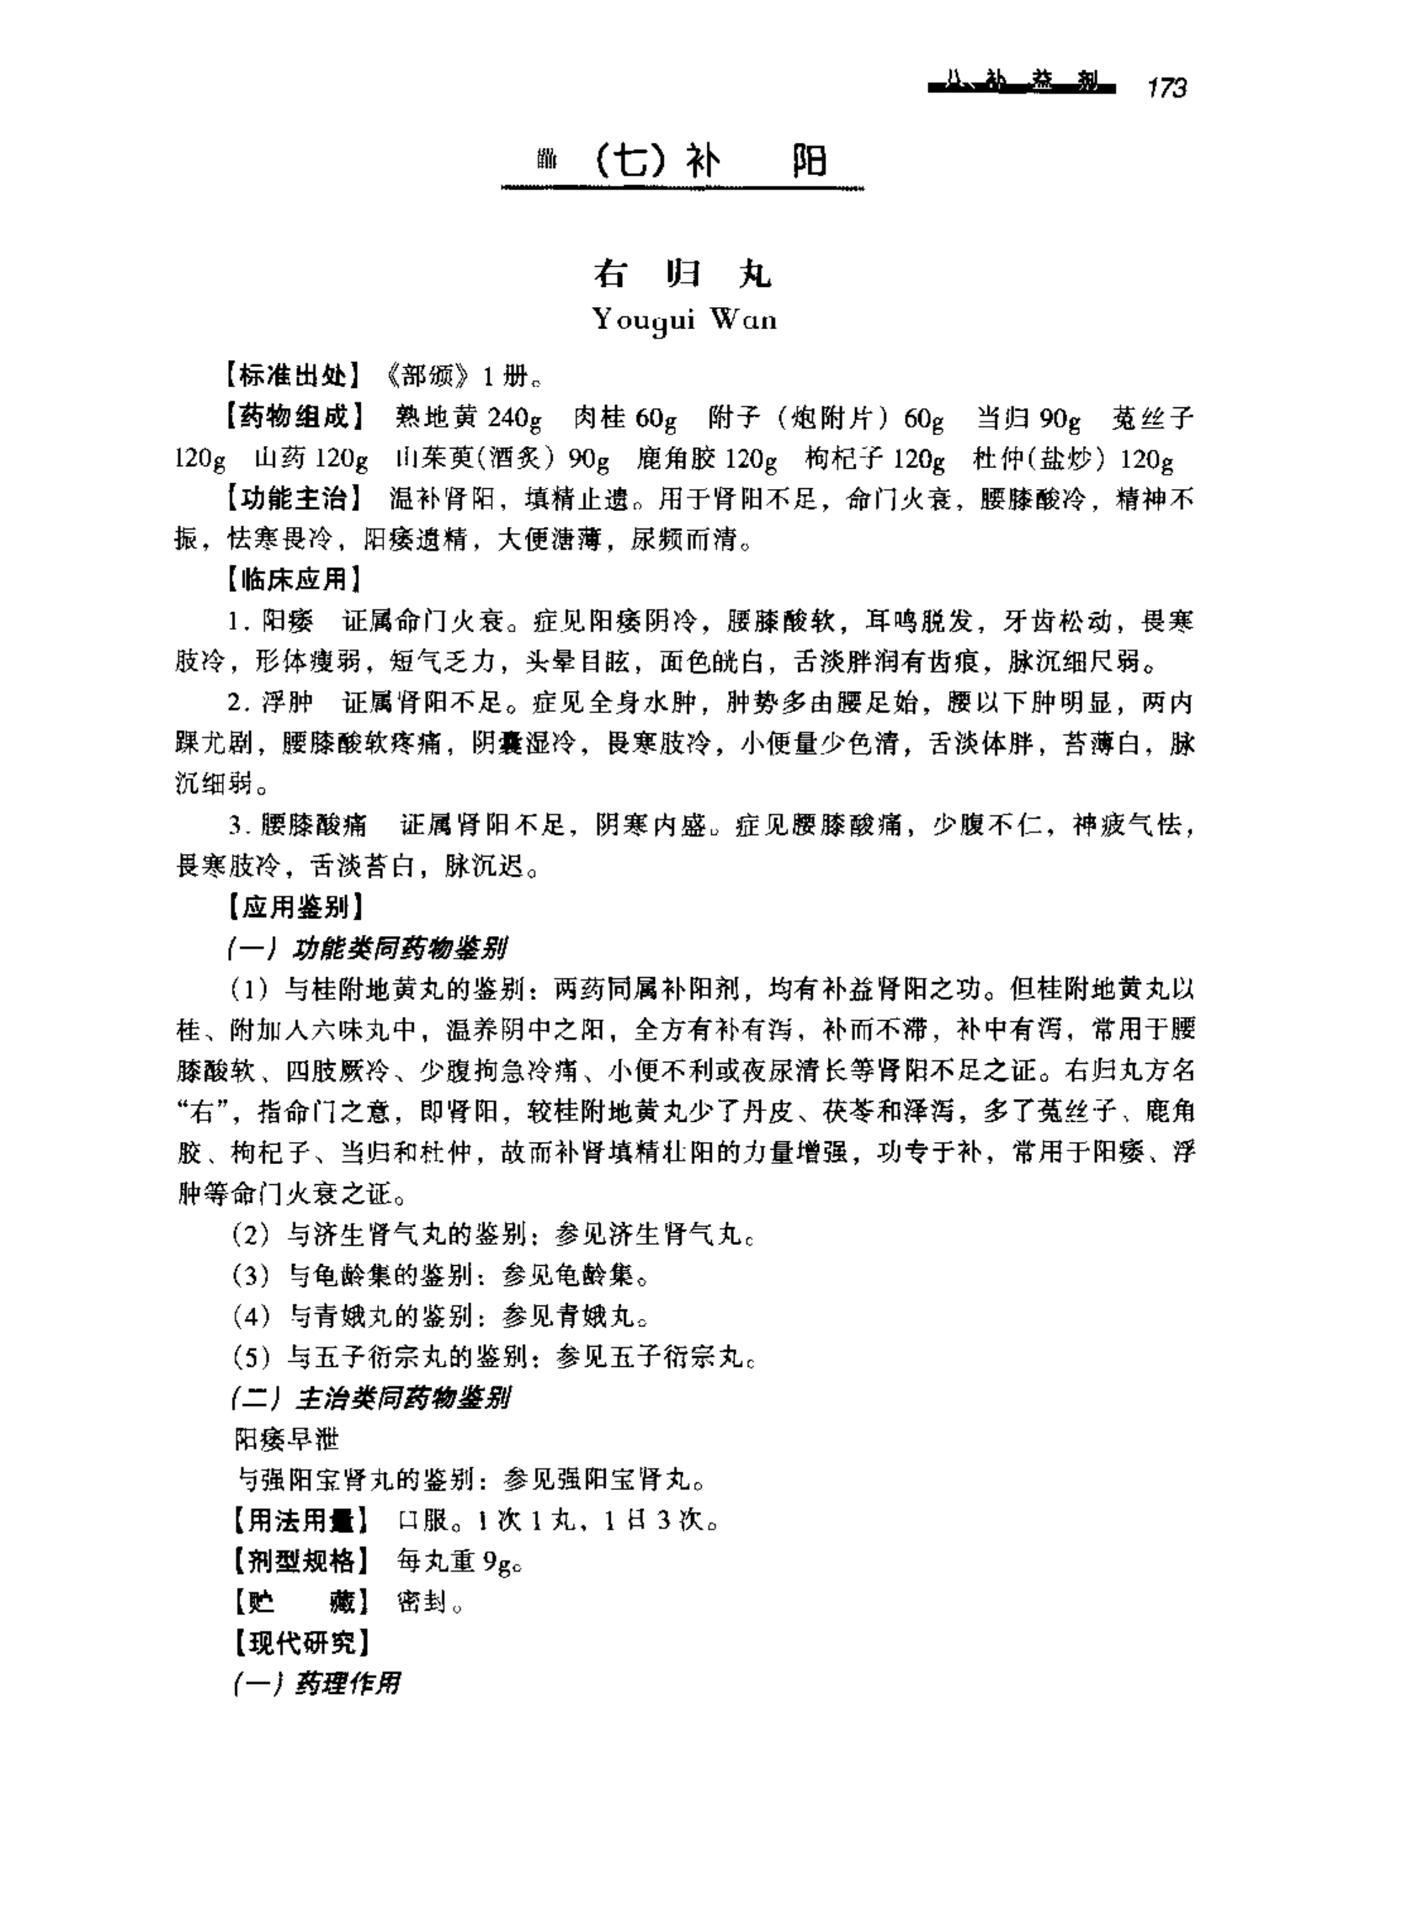 八、补益剂 173
（七）补 阳
右归丸
Yougui Wan
【标准出处】《部颁》1册。
【药物组成】 熟地黄240g 肉桂60g 附子（炮附片）60g 当归90g 菟丝子
120g 山药120g 山茱萸（酒炙）90g 鹿角胶120g 枸杞子120g 杜仲（盐炒）120g
【功能主治】 温补肾阳，填精止遗。用于肾阳不足，命门火衰，腰膝酸冷，精神不
振，怯寒畏冷，阳痿遗精，大便溏薄，尿频而清。
【临床应用】
1. 阳痿 证属命门火衰。症见阳痿阴冷，腰膝酸软，耳鸣脱发，牙齿松动，畏寒
肢冷，形体瘦弱，短气乏力，头晕目眩，面色㿠白，舌淡胖润有齿痕，脉沉细尺弱。
2. 浮肿 证属肾阳不足。症见全身水肿，肿势多由腰足始，腰以下肿明显，两内
踝尤剧，腰膝酸软疼痛，阴囊湿冷，畏寒肢冷，小便量少色清，舌淡体胖，苔薄白，脉
沉细弱。
3. 腰膝酸痛 证属肾阳不足，阴寒内盛。症见腰膝酸痛，少腹不仁，神疲气怯，
畏寒肢冷，舌淡苔白，脉沉迟。
【应用鉴别】
（一）功能类同药物鉴别
（1）与桂附地黄丸的鉴别：两药同属补阳剂，均有补益肾阳之功。但桂附地黄丸以
桂、附加入六味丸中，温养阴中之阳，全方有补有泻，补而不滞，补中有泻，常用于腰
膝酸软、四肢厥冷、少腹拘急冷痛、小便不利或夜尿清长等肾阳不足之证。右归丸方名
“右”，指命门之意，即肾阳，较桂附地黄丸少了丹皮、茯苓和泽泻，多了菟丝子、鹿角
胶、枸杞子、当归和杜仲，故而补肾填精壮阳的力量增强，功专于补，常用于阳痿、浮
肿等命门火衰之证。
（2）与济生肾气丸的鉴别：参见济生肾气丸。
（3）与龟龄集的鉴别：参见龟龄集。
（4）与青娥丸的鉴别：参见青娥丸。
（5）与五子衍宗丸的鉴别：参见五子衍宗丸。
（二）主治类同药物鉴别
阳痿早泄
与强阳宝肾丸的鉴别：参见强阳宝肾丸。
【用法用量】 口服。1次1丸，1日3次。
【剂型规格】 每丸重9g。
【贮 藏】 密封。
【现代研究】
（一）药理作用